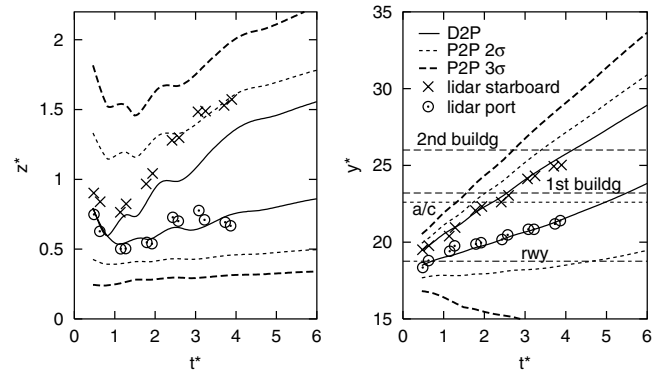 2
1.5
1
0.5
0
z*
0 1 2 3 4 5 6
t*
35
30
25
20
15
y*
D2P
P2P 2σ
P2P 3σ
lidar starboard
lidar port
2nd buildg
1st buildg
a/c
rwy
0 1 2 3 4 5 6
t*